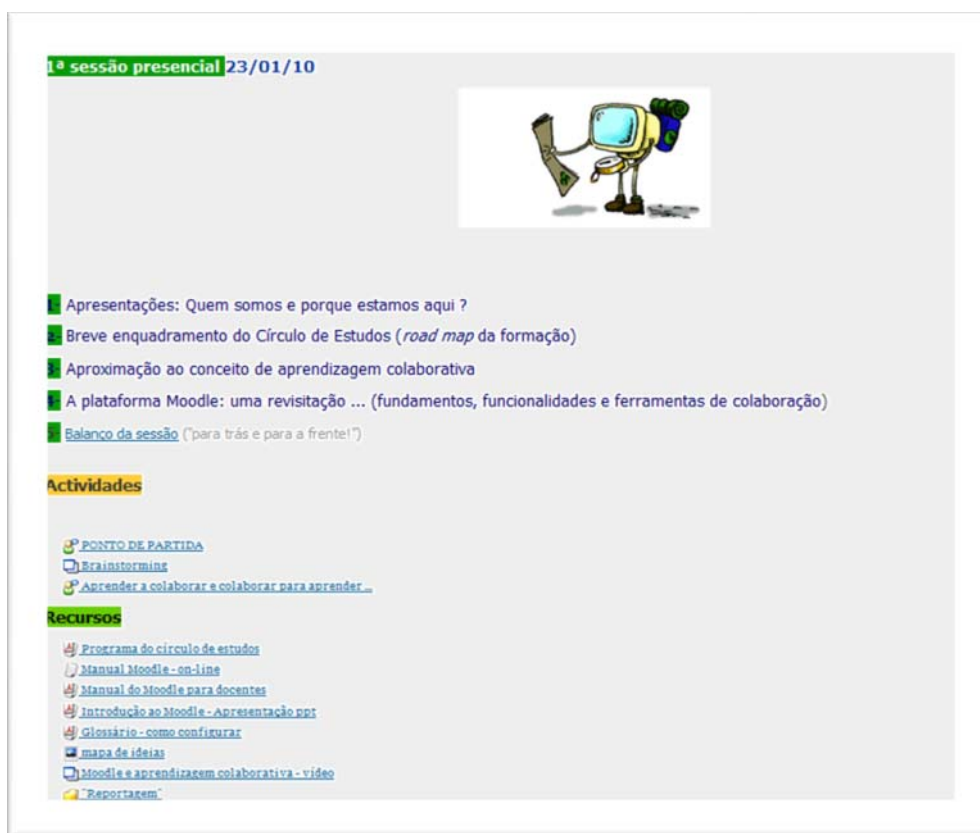 1ª sessão presencial 23/01/10
1- Apresentações: Quem somos e porque estamos aqui ?
2- Breve enquadramento do Círculo de Estudos (road map da formação)
3- Aproximação ao conceito de aprendizagem colaborativa
4- A plataforma Moodle: uma revisitação ... (fundamentos, funcionalidades e ferramentas de colaboração)
5- Balanço da sessão ("para trás e para a frente!")
Actividades
PONTO DE PARTIDA
Brainstorming
Aprender a colaborar e colaborar para aprender ...
Recursos
Programa do círculo de estudos
Manual Moodle - on-line
Manual do Moodle para docentes
Introdução ao Moodle - Apresentação ppt
Glossário - como configurar
mapa de ideias
Moodle e aprendizagem colaborativa - vídeo
"Reportagem"